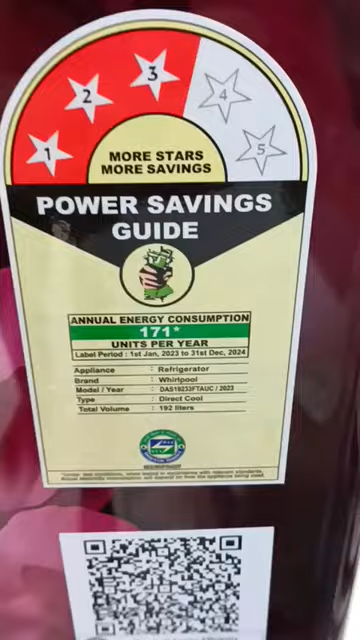 1 2 3 4 5
MORE STARS
MORE SAVINGS
POWER SAVINGS
GUIDE
ANNUAL ENERGY CONSUMPTION
171*
UNITS PER YEAR
Label Period : 1st Jan, 2023 to 31st Dec, 2024
Appliance : Refrigerator
Brand : Whirlpool
Model / Year : DAS19233FTAUC / 2023
Type : Direct Cool
Total Volume : 192 liters